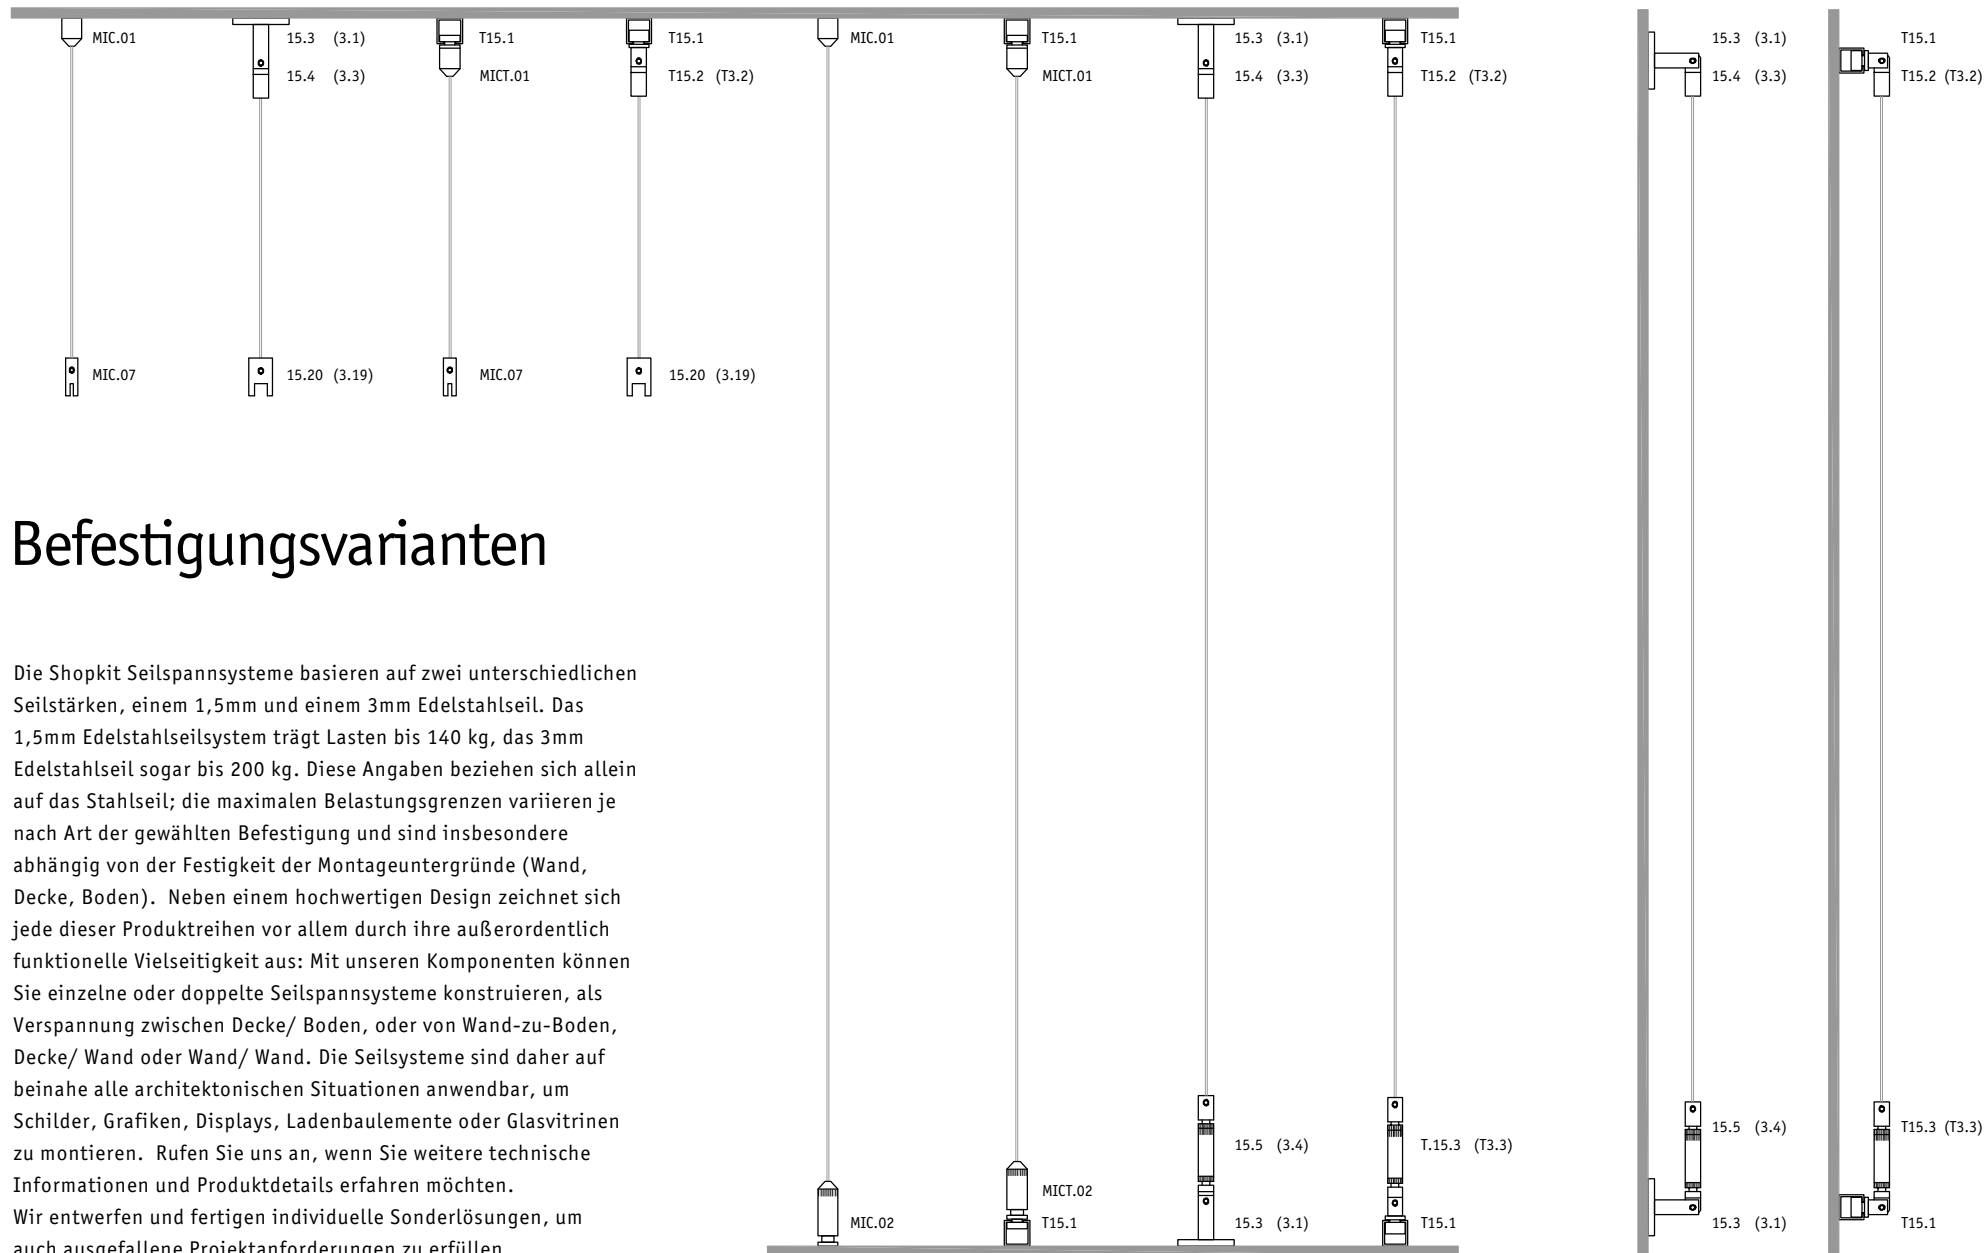 MIC.01
15.3 (3.1)
T15.1
T15.1
MIC.01
T15.1
15.3 (3.1)
T15.1
15.3 (3.1)
T15.1
15.4 (3.3)
MICT.01
T15.2 (T3.2)
MICT.01
15.4 (3.3)
T15.2 (T3.2)
15.4 (3.3)
T15.2 (T3.2)
MIC.07
15.20 (3.19)
MIC.07
15.20 (3.19)
Befestigungsvarianten
Die Shopkit Seilspannsysteme basieren auf zwei unterschiedlichen
Seilstärken, einem 1,5mm und einem 3mm Edelstahlseil. Das
1,5mm Edelstahlseilsystem trägt Lasten bis 140 kg, das 3mm
Edelstahlseil sogar bis 200 kg. Diese Angaben beziehen sich allein
auf das Stahlseil; die maximalen Belastungsgrenzen variieren je
nach Art der gewählten Befestigung und sind insbesondere
abhängig von der Festigkeit der Montageuntergründe (Wand,
Decke, Boden). Neben einem hochwertigen Design zeichnet sich
jede dieser Produktreihen vor allem durch ihre außerordentlich
funktionelle Vielseitigkeit aus: Mit unseren Komponenten können
Sie einzelne oder doppelte Seilspannsysteme konstruieren, als
Verspannung zwischen Decke/ Boden, oder von Wand-zu-Boden,
Decke/ Wand oder Wand/ Wand. Die Seilsysteme sind daher auf
beinahe alle architektonischen Situationen anwendbar, um
Schilder, Grafiken, Displays, Ladenbaulemente oder Glasvitrinen
zu montieren. Rufen Sie uns an, wenn Sie weitere technische
Informationen und Produktdetails erfahren möchten.
Wir entwerfen und fertigen individuelle Sonderlösungen, um
auch ausgefallene Projektanforderungen zu erfüllen
15.5 (3.4)
T.15.3 (T3.3)
15.5 (3.4)
T15.3 (T3.3)
MICT.02
MIC.02
T15.1
15.3 (3.1)
T15.1
15.3 (3.1)
T15.1